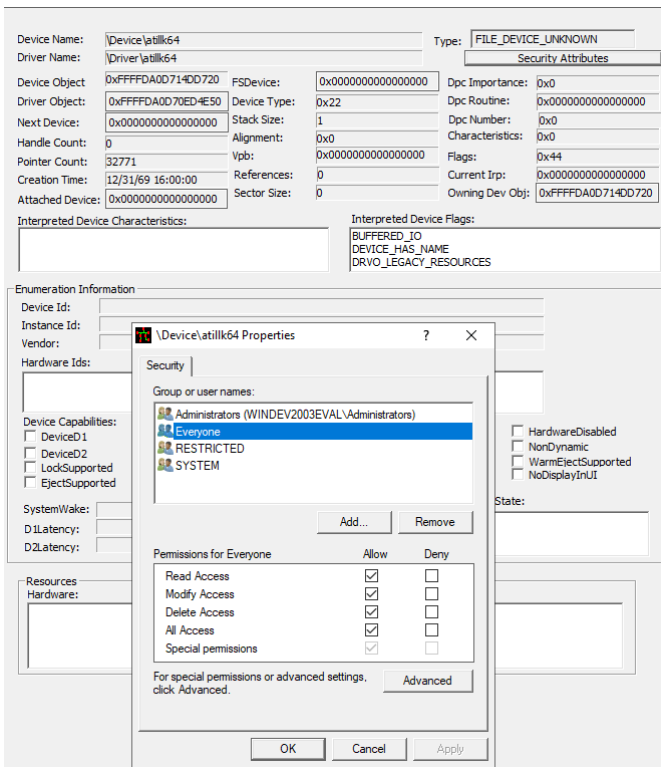 Device Name: \Device\atillk64 Type: FILE_DEVICE_UNKNOWN
Driver Name: \Driver\atillk64 Security Attributes
Device Object 0xFFFFDA0D714DD720 FSDevice: 0x0000000000000000 Dpc Importance: 0x0
Driver Object: 0xFFFFDA0D70ED4E50 Device Type: 0x22 Dpc Routine: 0x0000000000000000
Next Device: 0x0000000000000000 Stack Size: 1 Dpc Number: 0x0
Handle Count: 0 Alignment: 0x0 Characteristics: 0x0
Pointer Count: 32771 Vpb: 0x0000000000000000 Flags: 0x44
Creation Time: 12/31/69 16:00:00 References: 0 Current Irp: 0x0000000000000000
Attached Device: 0x0000000000000000 Sector Size: 0 Owning Dev Obj: 0xFFFFDA0D714DD720
Interpreted Device Characteristics: Interpreted Device Flags:
BUFFERED_IO
DEVICE_HAS_NAME
DRVO_LEGACY_RESOURCES
Enumeration Information
Device Id:
Instance Id:
Vendor:
Hardware Ids:
Device Capabilities:
DeviceD1
DeviceD2
LockSupported
EjectSupported
HardwareDisabled
NonDynamic
WarmEjectSupported
NoDisplayInUI
SystemWake:
D1Latency:
D2Latency:
State:
Resources
Hardware:
\Device\atillk64 Properties ? X
Security
Group or user names:
Administrators (WINDEV2003EVAL\Administrators)
Everyone
RESTRICTED
SYSTEM
Add... Remove
Permissions for Everyone Allow Deny
Read Access
Modify Access
Delete Access
All Access
Special permissions
For special permissions or advanced settings,
click Advanced.
Advanced
OK Cancel Apply